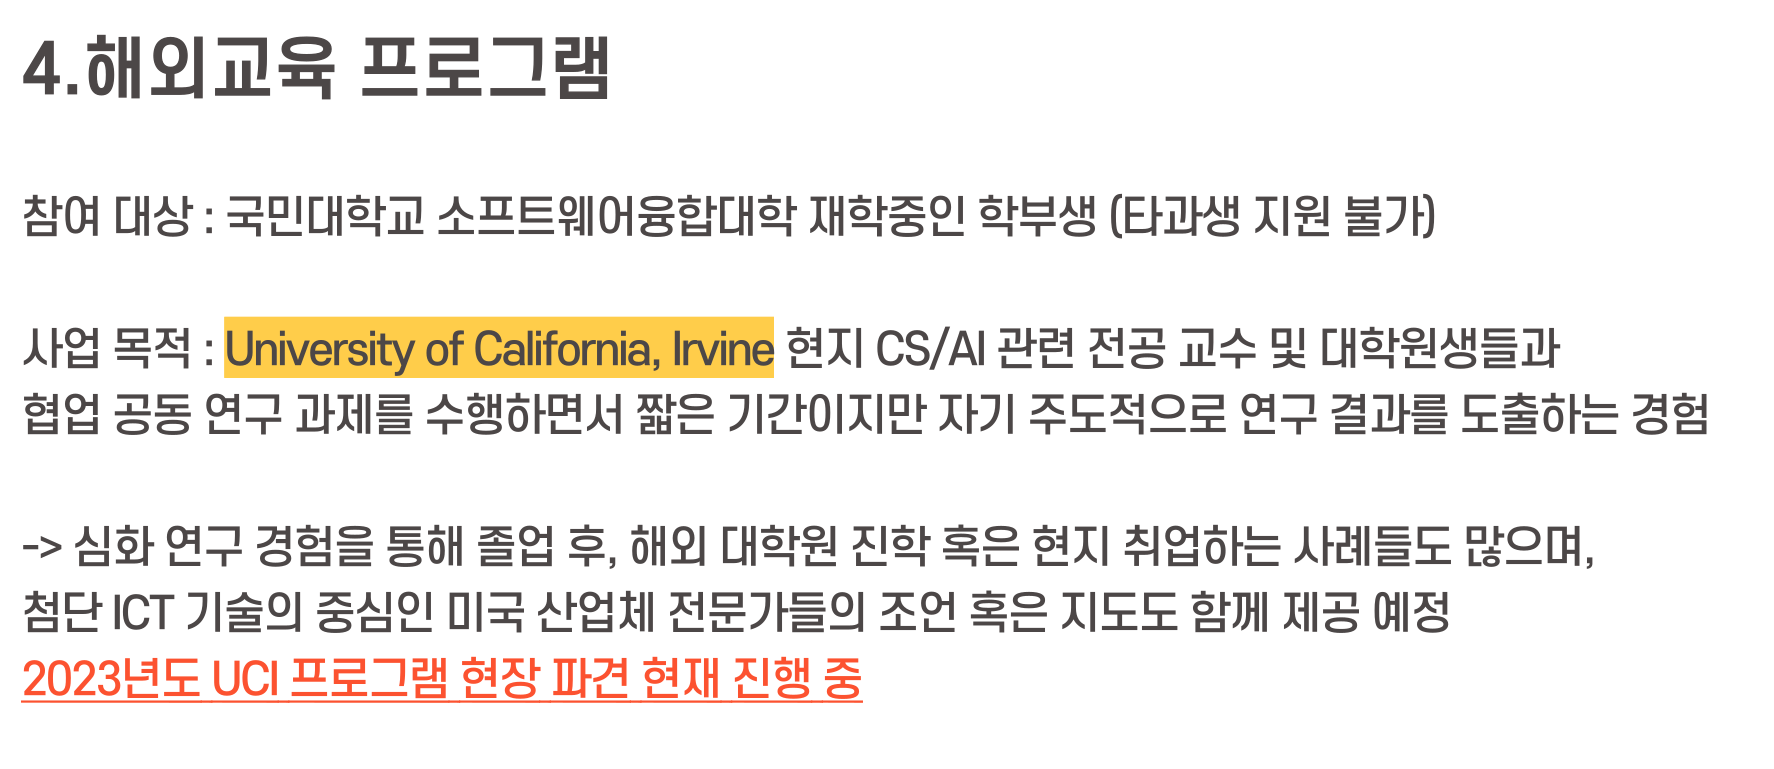 4.해외교육 프로그램
참여 대상 : 국민대학교 소프트웨어융합대학 재학중인 학부생 (타과생 지원 불가)
사업 목적 : University of California, Irvine 현지 CS/AI 관련 전공 교수 및 대학원생들과
협업 공동 연구 과제를 수행하면서 짧은 기간이지만 자기 주도적으로 연구 결과를 도출하는 경험
-> 심화 연구 경험을 통해 졸업 후, 해외 대학원 진학 혹은 현지 취업하는 사례들도 많으며,
첨단 ICT 기술의 중심인 미국 산업체 전문가들의 조언 혹은 지도도 함께 제공 예정
2023년도 UCI 프로그램 현장 파견 현재 진행 중